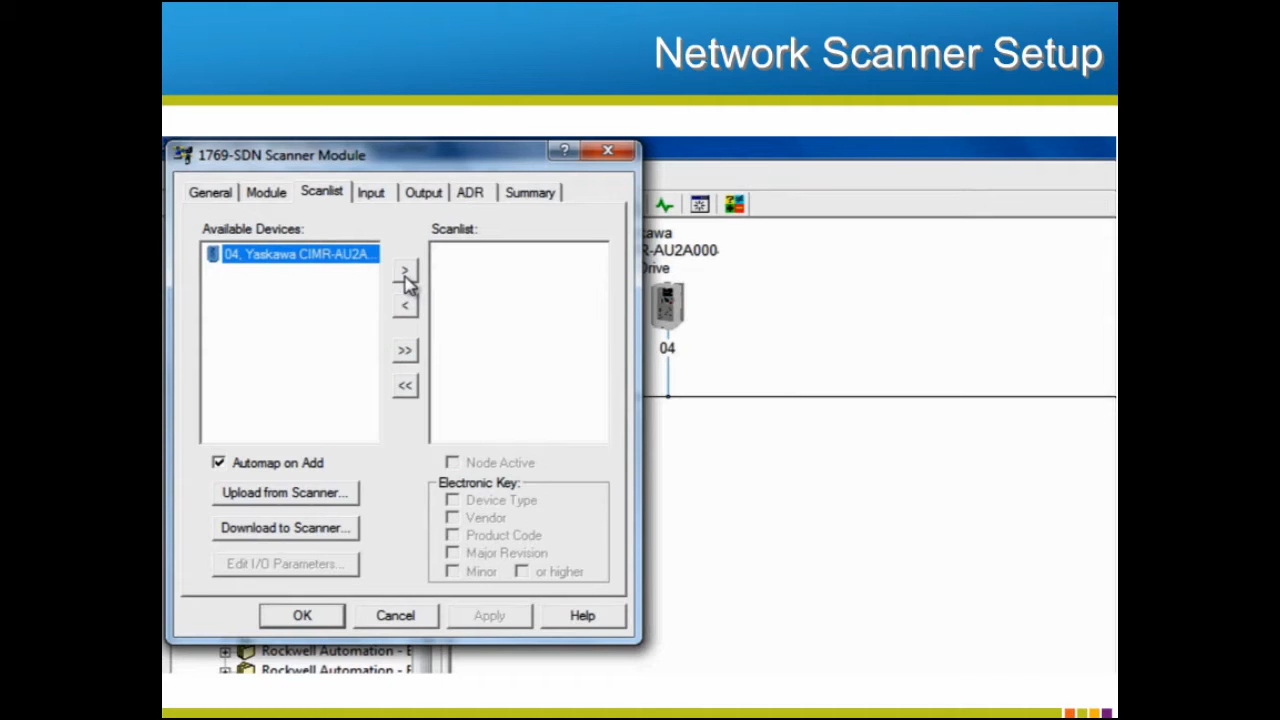 Network Scanner Setup
1769-SDN Scanner Module
General Module Scanlist Input Output ADR Summary
Available Devices:
Scanlist:
04, Yaskawa CIMR-AU2A...
>
<
>>
<<
Automap on Add
Upload from Scanner...
Download to Scanner...
Edit I/O Parameters...
Node Active
Electronic Key:
Device Type
Vendor
Product Code
Major Revision
Minor or higher
OK Cancel Apply Help
kawa
R-AU2A000
Drive
04
Rockwell Automation -
Rockwell Automation -